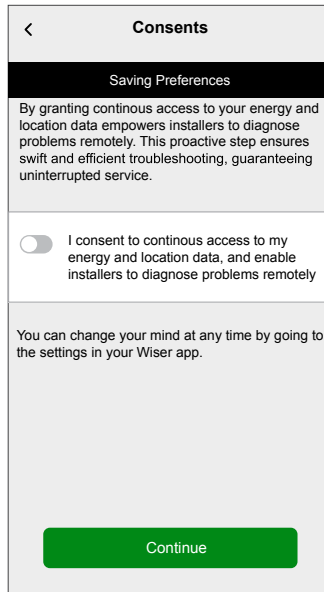 Consents
Saving Preferences
By granting continous access to your energy and
location data empowers installers to diagnose
problems remotely. This proactive step ensures
swift and efficient troubleshooting, guaranteeing
uninterrupted service.
I consent to continous access to my
energy and location data, and enable
installers to diagnose problems remotely
You can change your mind at any time by going to
the settings in your Wiser app.
Continue